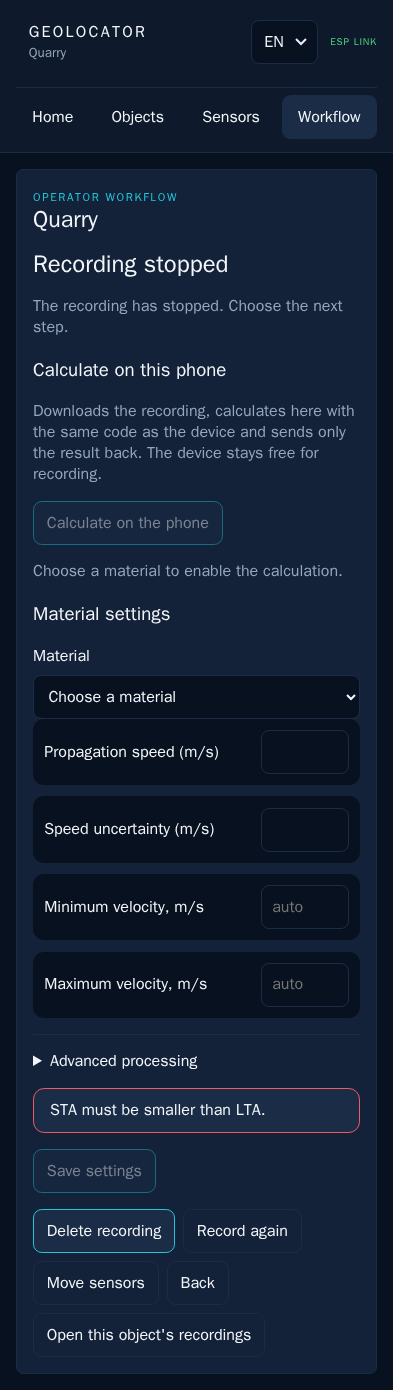 GEOLOCATOR
Quarry
EN
ESP LINK
Home
Objects
Sensors
Workflow
OPERATOR WORKFLOW
Quarry
Recording stopped
The recording has stopped. Choose the next
step.
Calculate on this phone
Downloads the recording, calculates here with
the same code as the device and sends only
the result back. The device stays free for
recording.
Calculate on the phone
Choose a material to enable the calculation.
Material settings
Material
Choose a material
Propagation speed (m/s)
Speed uncertainty (m/s)
Minimum velocity, m/s
auto
Maximum velocity, m/s
auto
Advanced processing
STA must be smaller than LTA.
Save settings
Delete recording
Record again
Move sensors
Back
Open this object's recordings